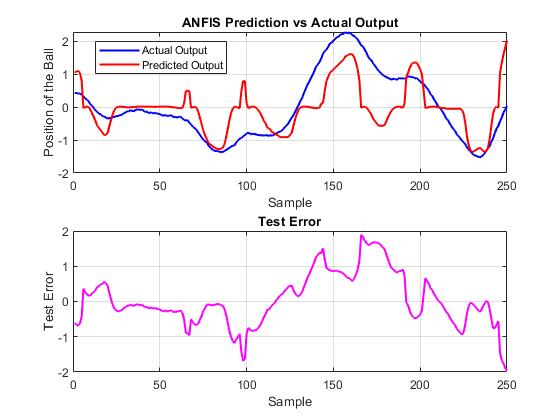 ANFIS Prediction vs Actual Output
Position of the Ball
2
1
0
-1
-2
Actual Output
Predicted Output
0
50
100
150
200
250
Sample
Test Error
Test Error
2
1
0
-1
-2
0
50
100
150
200
250
Sample